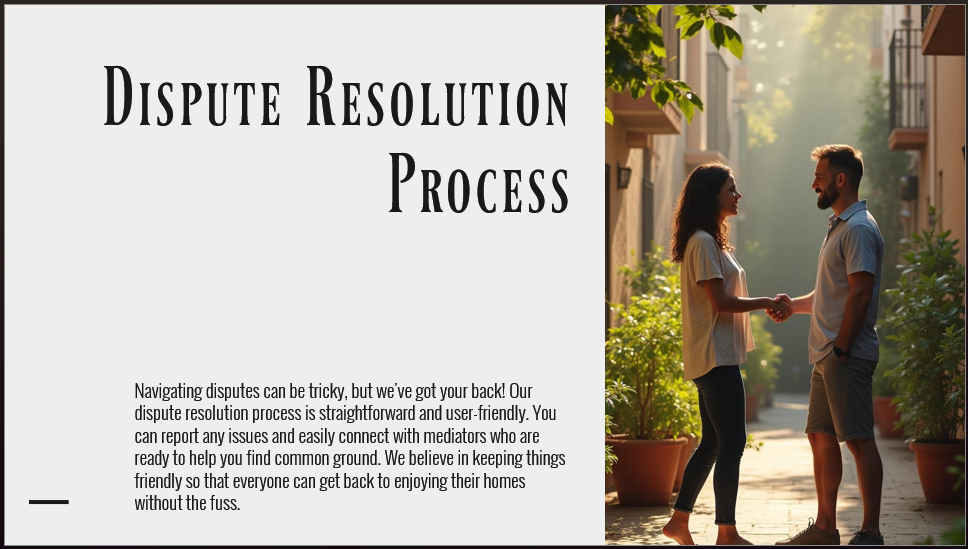 Dispute Resolution
Process
Navigating disputes can be tricky, but we've got your back! Our
dispute resolution process is straightforward and user-friendly. You
can report any issues and easily connect with mediators who are
ready to help you find common ground. We believe in keeping things
friendly so that everyone can get back to enjoying their homes
without the fuss.